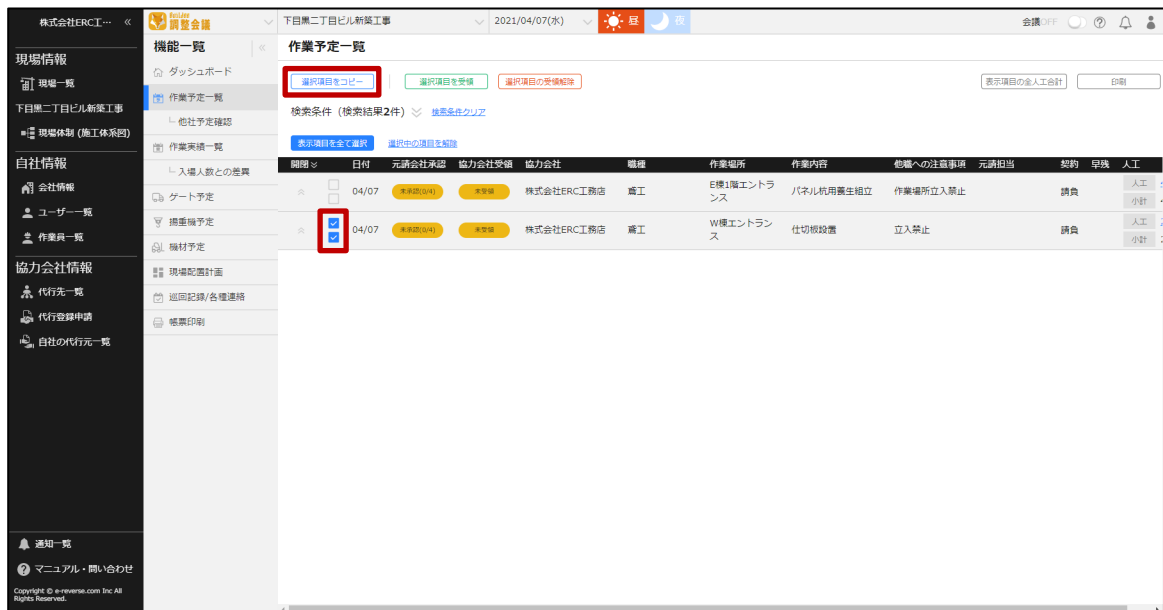 株式会社ERC工… «
現場情報
現場一覧
下目黒二丁目ビル新築工事
現場体制 (施工体系図)
自社情報
会社情報
ユーザー一覧
作業員一覧
協力会社情報
代行先一覧
代行登録申請
自社の代行元一覧
通知一覧
マニュアル・問い合わせ
Copyright © e-reverse.com Inc All
Rights Reserved.
調整会議
機能一覧 «
ダッシュボード
作業予定一覧
他社予定確認
作業実績一覧
入場人数との差異
ゲート予定
揚重機予定
機材予定
現場配置計画
巡回記録/各種連絡
帳票印刷
下目黒二丁目ビル新築工事 2021/04/07(水) 昼 夜 会議OFF
作業予定一覧
選択項目をコピー 選択項目を受領 選択項目の受領解除 表示項目の全人工合計 印刷
検索条件 (検索結果2件) 検索条件クリア
表示項目を全て選択 選択中の項目を解除
開閉 日付 元請会社承認 協力会社受領 協力会社 職種 作業場所 作業内容 他職への注意事項 元請担当 契約 早残 人工
04/07 未承認(0/4) 未受領 株式会社ERC工務店 鳶工 E棟1階エントランス パネル杭用養生組立 作業場所立入禁止 請負 人工
小計
04/07 未承認(0/4) 未受領 株式会社ERC工務店 鳶工 W棟エントランス 仕切板設置 立入禁止 請負 人工
小計